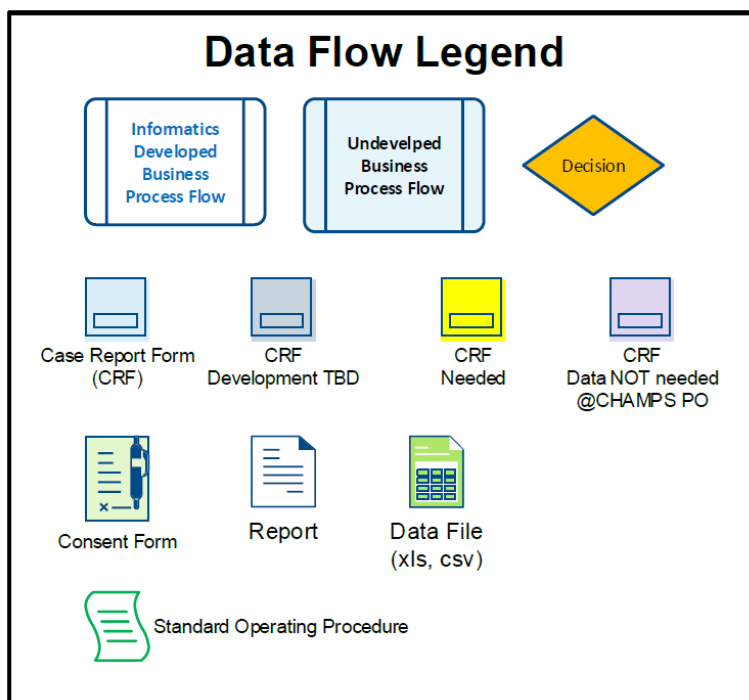 Data Flow Legend
Informatics
Developed
Business
Process Flow
Undevelped
Business
Process Flow
Decision
Case Report Form
(CRF)
CRF
Development TBD
CRF
Needed
CRF
Data NOT needed
@CHAMPS PO
Consent Form
Report
Data File
(xls, csv)
Standard Operating Procedure